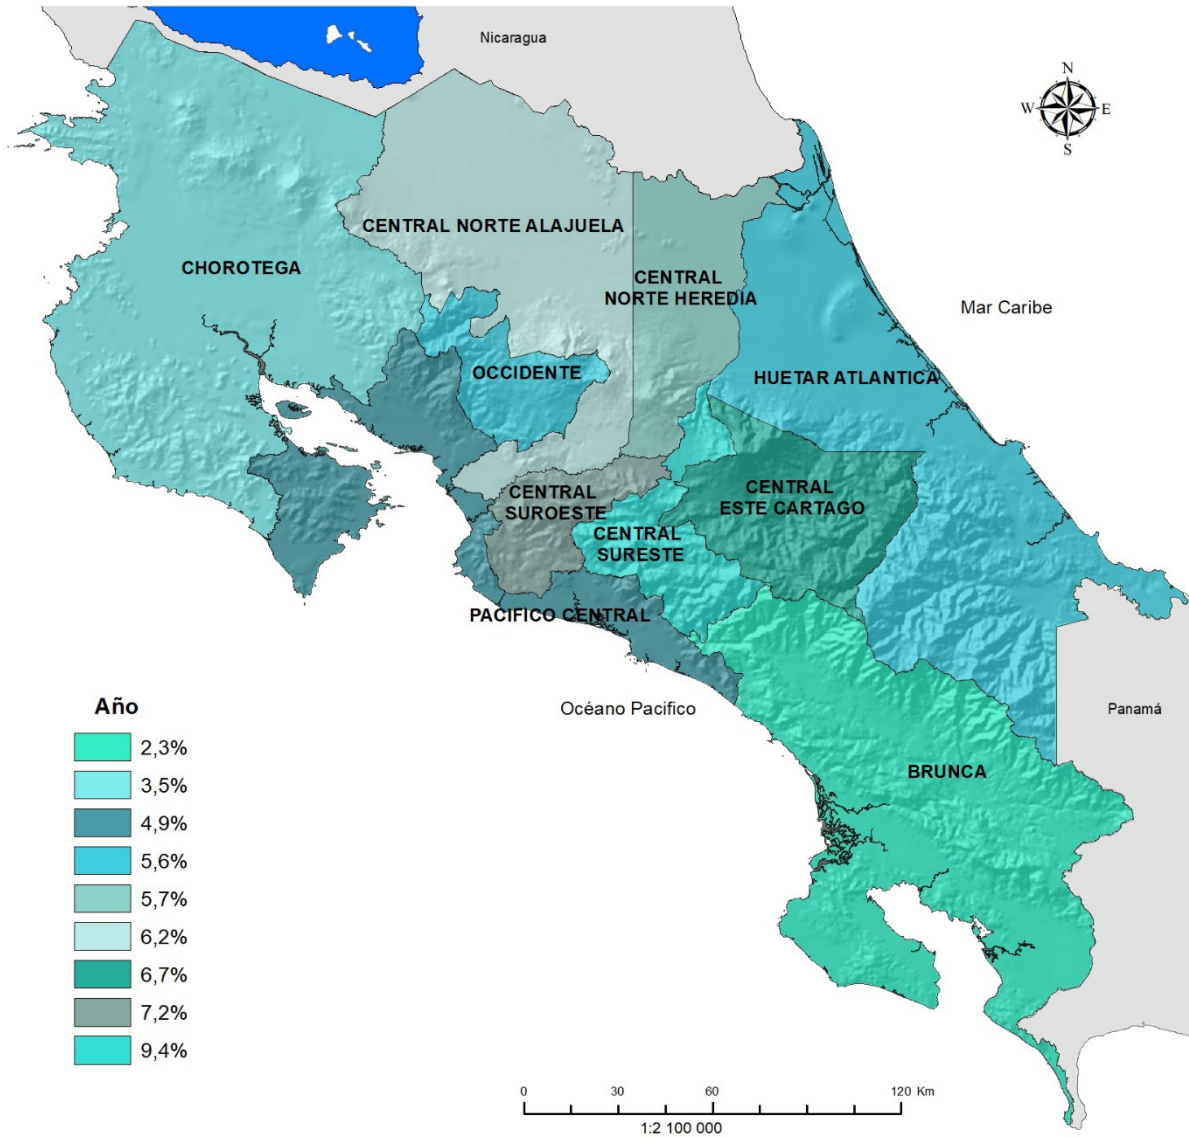 Nicaragua
N
W E
S
CENTRAL NORTE ALAJUELA
CHOROTEGA
CENTRAL
NORTE HEREDIA
Mar Caribe
OCCIDENTE
HUETAR ATLANTICA
CENTRAL
SUROESTE
CENTRAL
ESTE CARTAGO
CENTRAL
SURESTE
PACIFICO CENTRAL
Océano Pacifico
Panamá
BRUNCA
Año
2,3%
3,5%
4,9%
5,6%
5,7%
6,2%
6,7%
7,2%
9,4%
0 30 60 120 Km
1:2 100 000